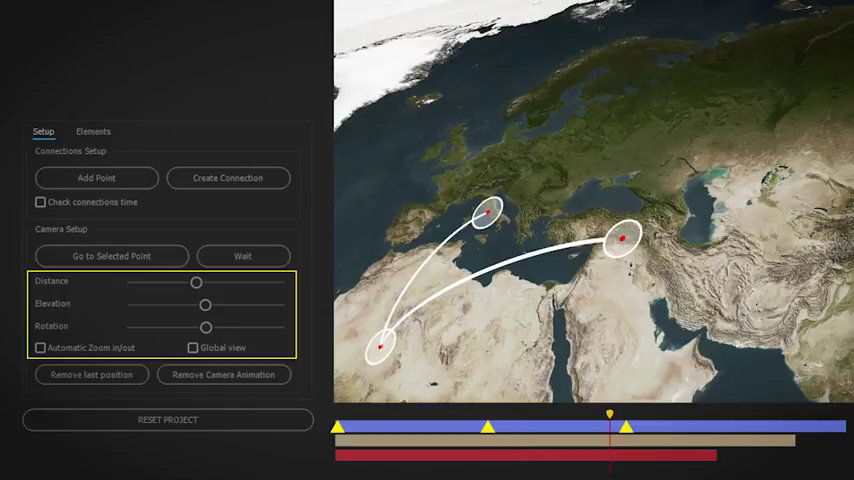 Setup Elements
Connections Setup
Add Point Create Connection
Check connections time
Camera Setup
Go to Selected Point Wait
Distance
Elevation
Rotation
Automatic Zoom in/out Global view
Remove last position Remove Camera Animation
RESET PROJECT